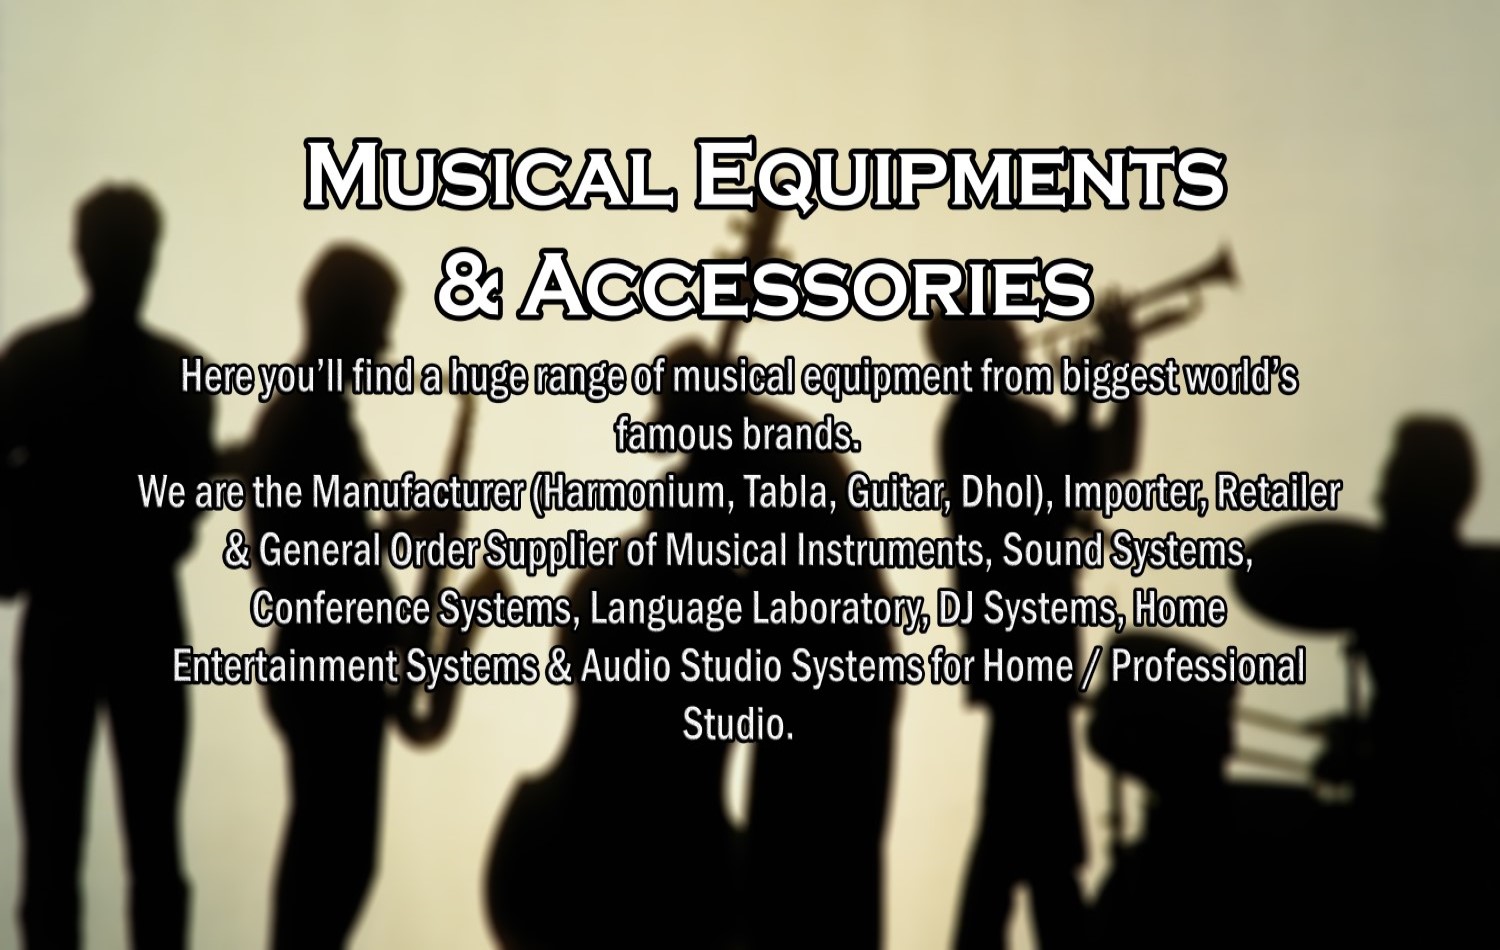 Musical Equipments
& Accessories
Here you’ll find a huge range of musical equipment from biggest world’s
famous brands.
We are the Manufacturer (Harmonium, Tabla, Guitar, Dhol), Importer, Retailer
& General Order Supplier of Musical Instruments, Sound Systems,
Conference Systems, Language Laboratory, DJ Systems, Home
Entertainment Systems & Audio Studio Systems for Home / Professional
Studio.